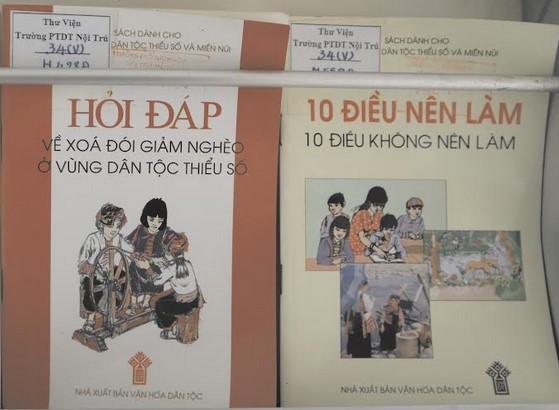 Thư Viện
Trường PTDT Nội Trú
34(V)
SÁCH DÀNH CHO
DÂN TỘC THIỂU SỐ VÀ MIỀN NÚI
HỎI ĐÁP
VỀ XOÁ ĐÓI GIẢM NGHÈO
Ở VÙNG DÂN TỘC THIỂU SỐ
NHÀ XUẤT BẢN VĂN HÓA DÂN TỘC
Thư Viện
Trường PTDT Nội Trú
34(V)
SÁCH DÀNH CHO
DÂN TỘC THIỂU SỐ VÀ MIỀN NÚI
10 ĐIỀU NÊN LÀM
10 ĐIỀU KHÔNG NÊN LÀM
NHÀ XUẤT BẢN VĂN HÓA DÂN TỘC